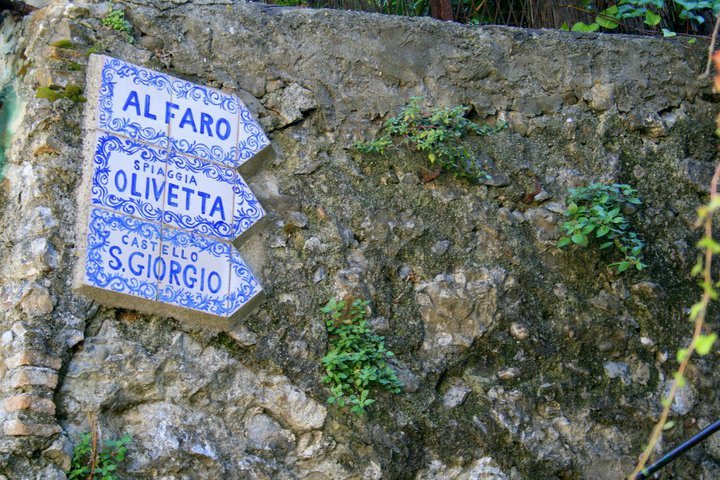 AL FARO
SPIAGGIA
OLIVETTA
CASTELLO
S. GIORGIO